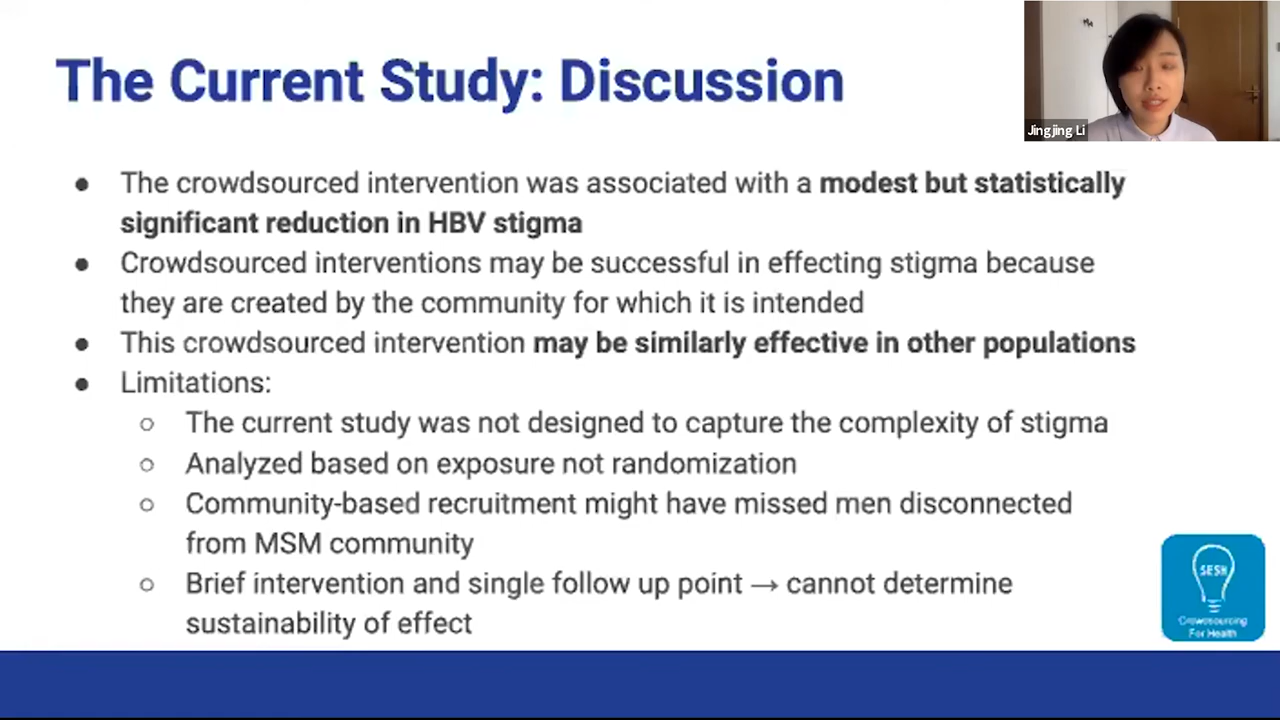 The Current Study: Discussion
Jingjing Li
● The crowdsourced intervention was associated with a modest but statistically
significant reduction in HBV stigma
● Crowdsourced interventions may be successful in effecting stigma because
they are created by the community for which it is intended
● This crowdsourced intervention may be similarly effective in other populations
● Limitations:
○ The current study was not designed to capture the complexity of stigma
○ Analyzed based on exposure not randomization
○ Community-based recruitment might have missed men disconnected
from MSM community
○ Brief intervention and single follow up point → cannot determine
sustainability of effect
SESH
Crowdsourcing
For Health